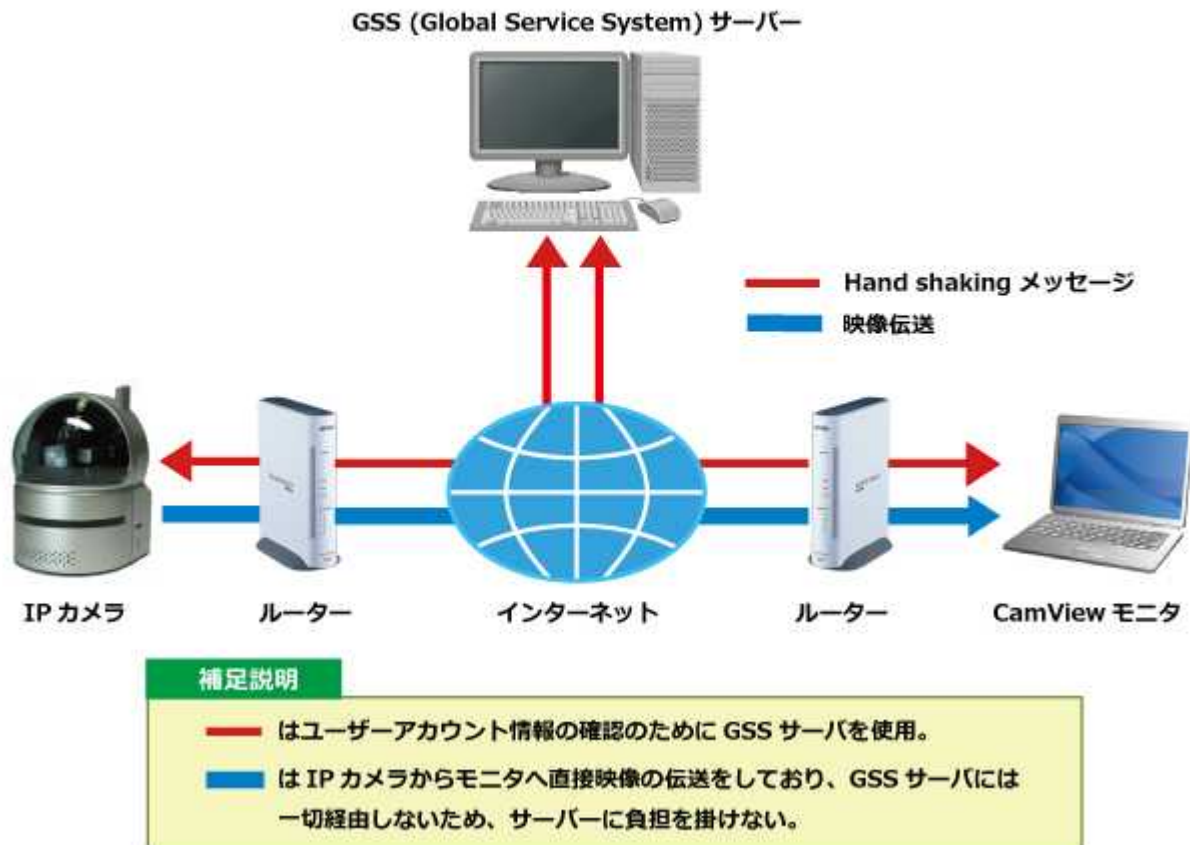 GSS (Global Service System) サーバー
Hand shaking メッセージ
映像伝送
IP カメラ
ルーター
インターネット
ルーター
CamView モニタ
補足説明
はユーザーアカウント情報の確認のために GSS サーバを使用。
は IP カメラからモニタへ直接映像の伝送をしており、GSS サーバには
一切経由しないため、サーバーに負担を掛けない。